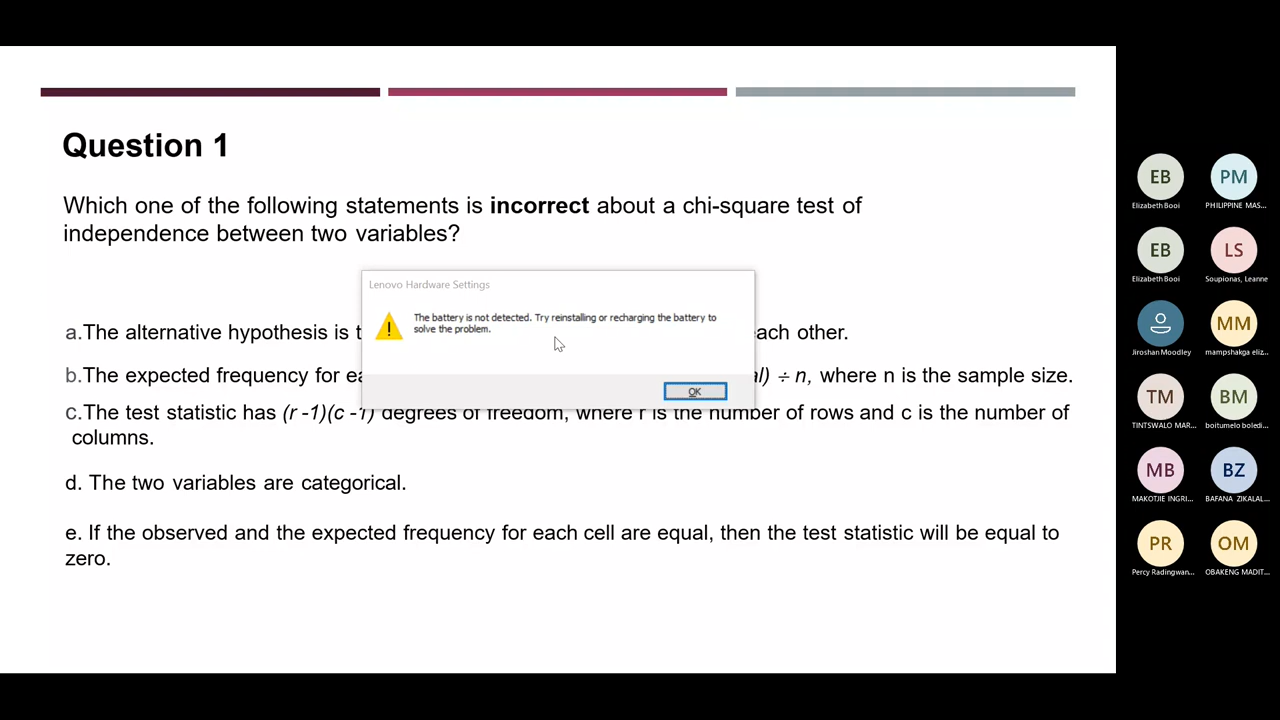 Question 1
Which one of the following statements is incorrect about a chi-square test of
independence between two variables?
Lenovo Hardware Settings
The battery is not detected. Try reinstalling or recharging the battery to
solve the problem.
OK
a.The alternative hypothesis is each other.
b.The expected frequency for ÷ n, where n is the sample size.
c.The test statistic has (r -1)(c -1) degrees of freedom, where r is the number of rows and c is the number of
columns.
d. The two variables are categorical.
e. If the observed and the expected frequency for each cell are equal, then the test statistic will be equal to
zero.
EB
Elizabeth Booi
PM
PHILIPPINE MAS...
EB
Elizabeth Booi
LS
Soupionas, Leanne
Jiroshan Moodley
MM
mampshakga eliz...
TM
TINTSWALO MAR...
BM
boitumelo boledi...
MB
MAKOTJIE INGRI...
BZ
BAFANA ZIKALAL...
PR
Percy Radingwan...
OM
OBAKENG MADIT...